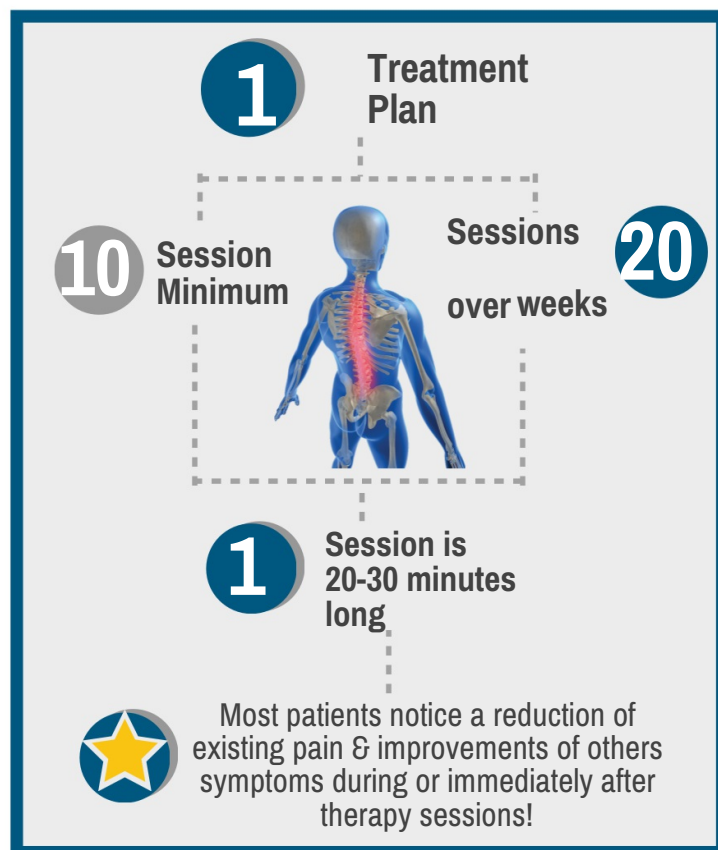 1
Treatment
Plan
10
Session
Minimum
Sessions
20
over weeks
1
Session is
20-30 minutes
long
Most patients notice a reduction of
existing pain & improvements of others
symptoms during or immediately after
therapy sessions!